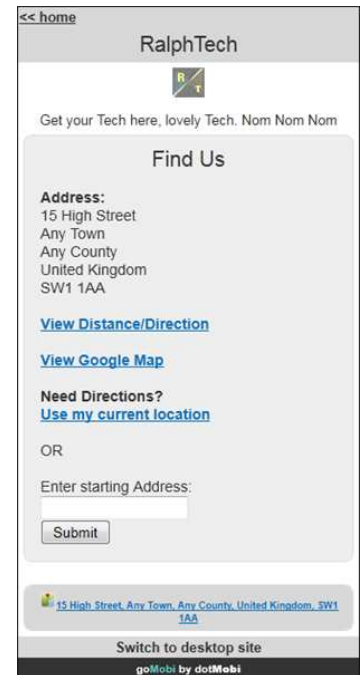 << home
RalphTech
R
T
Get your Tech here, lovely Tech. Nom Nom Nom
Find Us
Address:
15 High Street
Any Town
Any County
United Kingdom
SW1 1AA
View Distance/Direction
View Google Map
Need Directions?
Use my current location
OR
Enter starting Address:
Submit
15 High Street, Any Town, Any County, United Kingdom, SW1
1AA
Switch to desktop site
goMobi by dotMobi